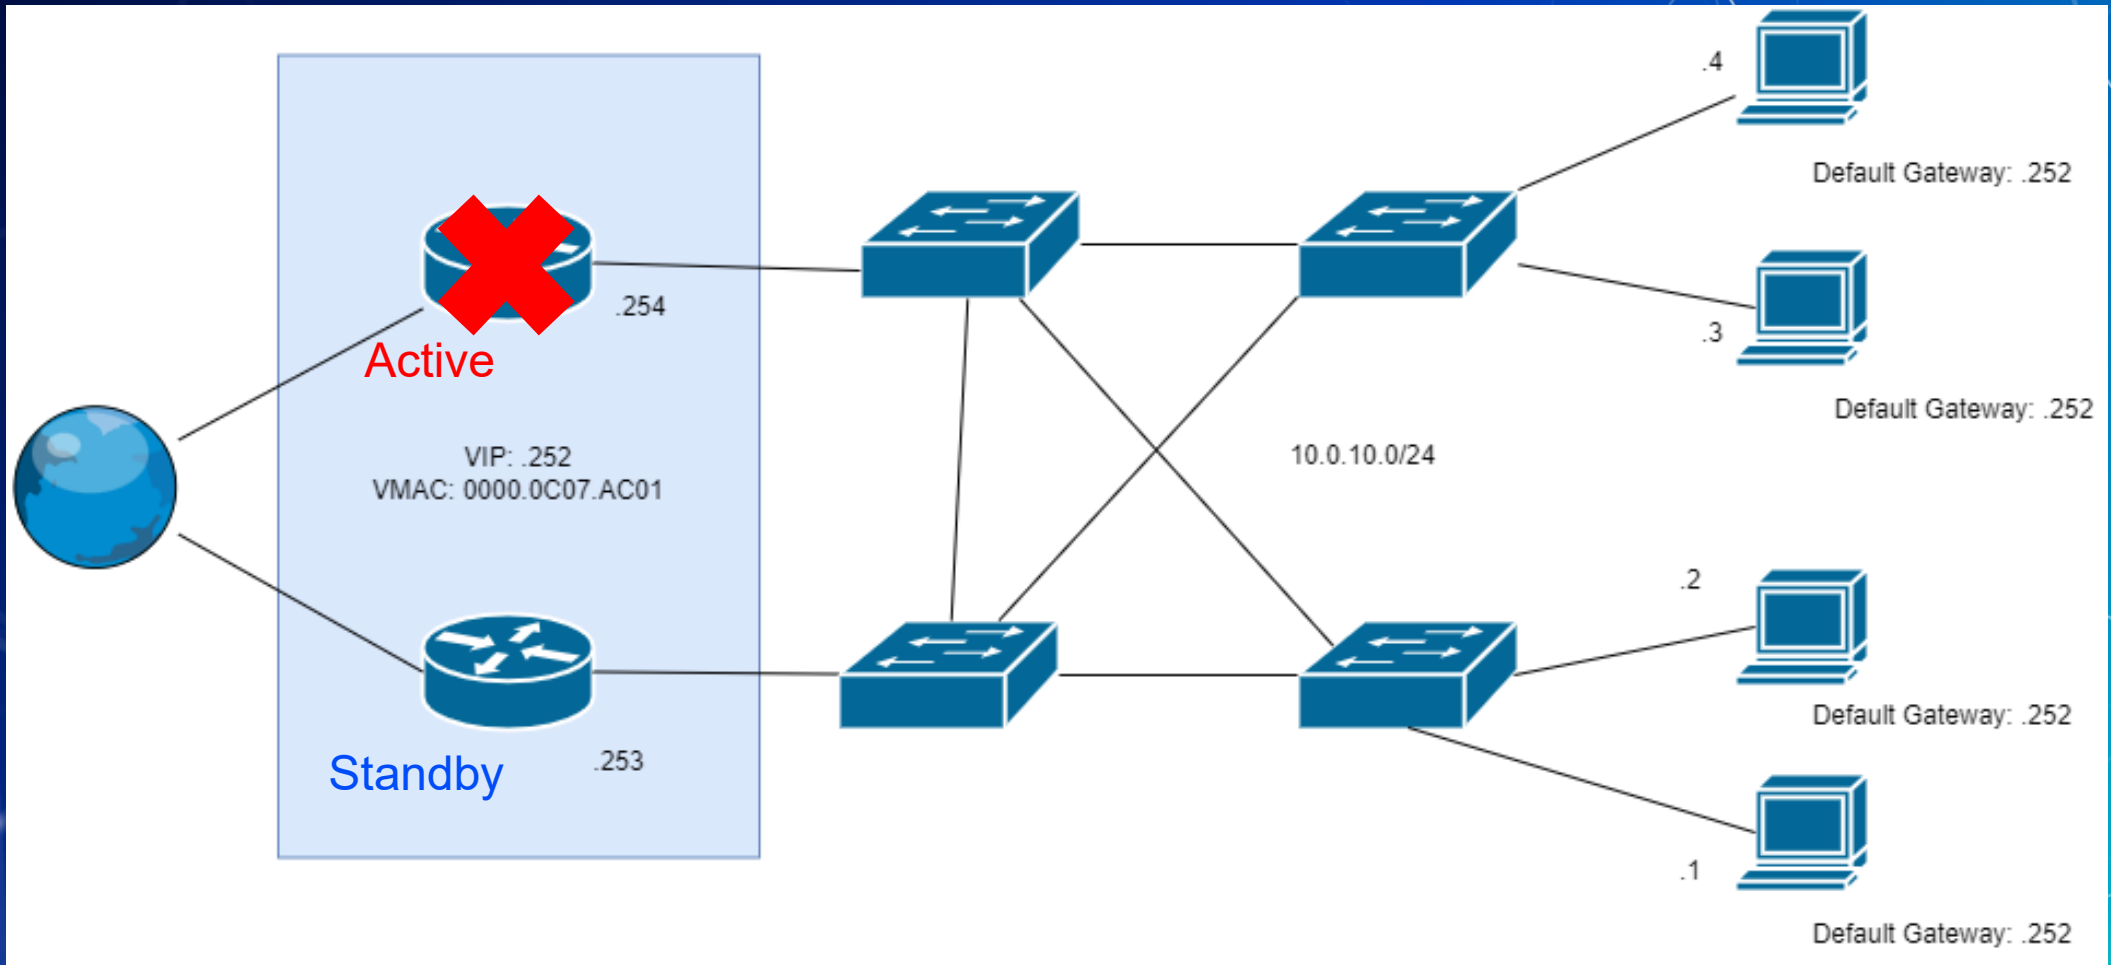 .4
Default Gateway: .252
.254
.3
Active
Default Gateway: .252
VIP: .252
VMAC: 0000.0C07.AC01
10.0.10.0/24
.2
Default Gateway: .252
Standby
.253
.1
Default Gateway: .252